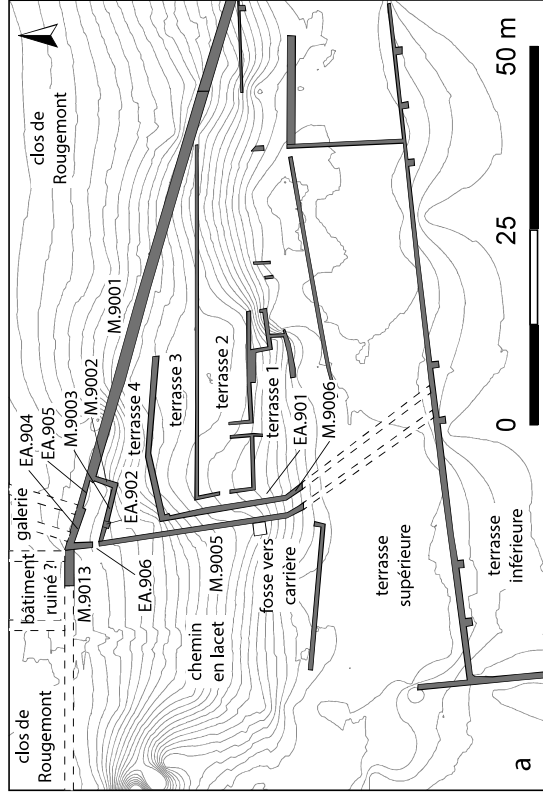 clos de
Rougemont
bâtiment
ruiné ?
galerie
EA.904
EA.905
M.9003
M.9002
M.9013
EA.902
EA.906
M.9001
clos de
Rougemont
terrasse 4
terrasse 3
terrasse 2
terrasse 1
M.9005
EA.901
M.9006
chemin
en lacet
fosse vers
carrière
terrasse
supérieure
terrasse
inférieure
0
25
50 m
a